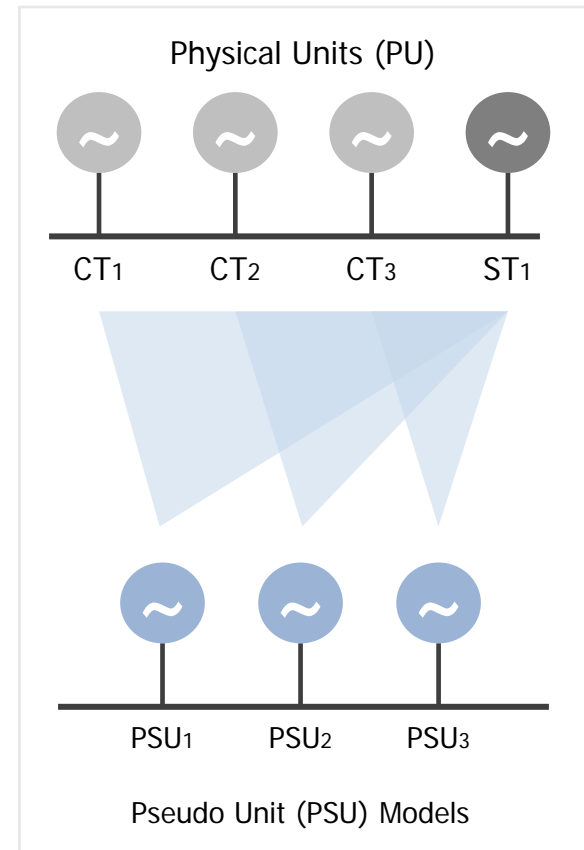 Physical Units (PU)
CT1 CT2 CT3 ST1
PSU1 PSU2 PSU3
Pseudo Unit (PSU) Models